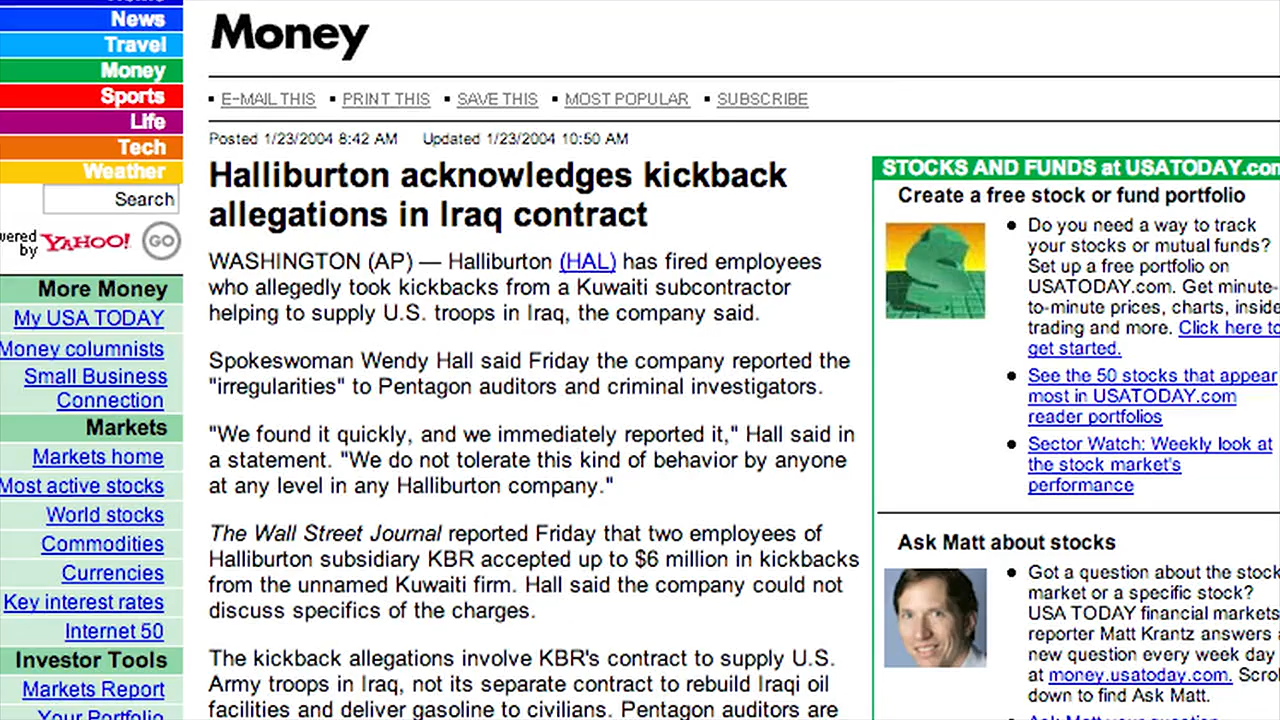 News
Travel
Money
Sports
Life
Tech
Weather
Search
by YAHOO! GO
More Money
My USA TODAY
Money columnists
Small Business
Connection
Markets
Markets home
Most active stocks
World stocks
Commodities
Currencies
Key interest rates
Internet 50
Investor Tools
Markets Report
Your Portfolio
Money
E-MAIL THIS
PRINT THIS
SAVE THIS
MOST POPULAR
SUBSCRIBE
Posted 1/23/2004 8:42 AM Updated 1/23/2004 10:50 AM
Halliburton acknowledges kickback
allegations in Iraq contract
WASHINGTON (AP) — Halliburton (HAL) has fired employees
who allegedly took kickbacks from a Kuwaiti subcontractor
helping to supply U.S. troops in Iraq, the company said.
Spokeswoman Wendy Hall said Friday the company reported the
"irregularities" to Pentagon auditors and criminal investigators.
"We found it quickly, and we immediately reported it," Hall said in
a statement. "We do not tolerate this kind of behavior by anyone
at any level in any Halliburton company."
The Wall Street Journal reported Friday that two employees of
Halliburton subsidiary KBR accepted up to $6 million in kickbacks
from the unnamed Kuwaiti firm. Hall said the company could not
discuss specifics of the charges.
The kickback allegations involve KBR's contract to supply U.S.
Army troops in Iraq, not its separate contract to rebuild Iraqi oil
facilities and deliver gasoline to civilians. Pentagon auditors are
STOCKS AND FUNDS at USATODAY.com
Create a free stock or fund portfolio
Do you need a way to track
your stocks or mutual funds?
Set up a free portfolio on
USATODAY.com. Get minute-
to-minute prices, charts, inside
trading and more. Click here to
get started.
See the 50 stocks that appear
most in USATODAY.com
reader portfolios
Sector Watch: Weekly look at
the stock market's
performance
Ask Matt about stocks
Got a question about the stock
market or a specific stock?
USA TODAY financial markets
reporter Matt Krantz answers a
new question every week day
at money.usatoday.com. Scroll
down to find Ask Matt.